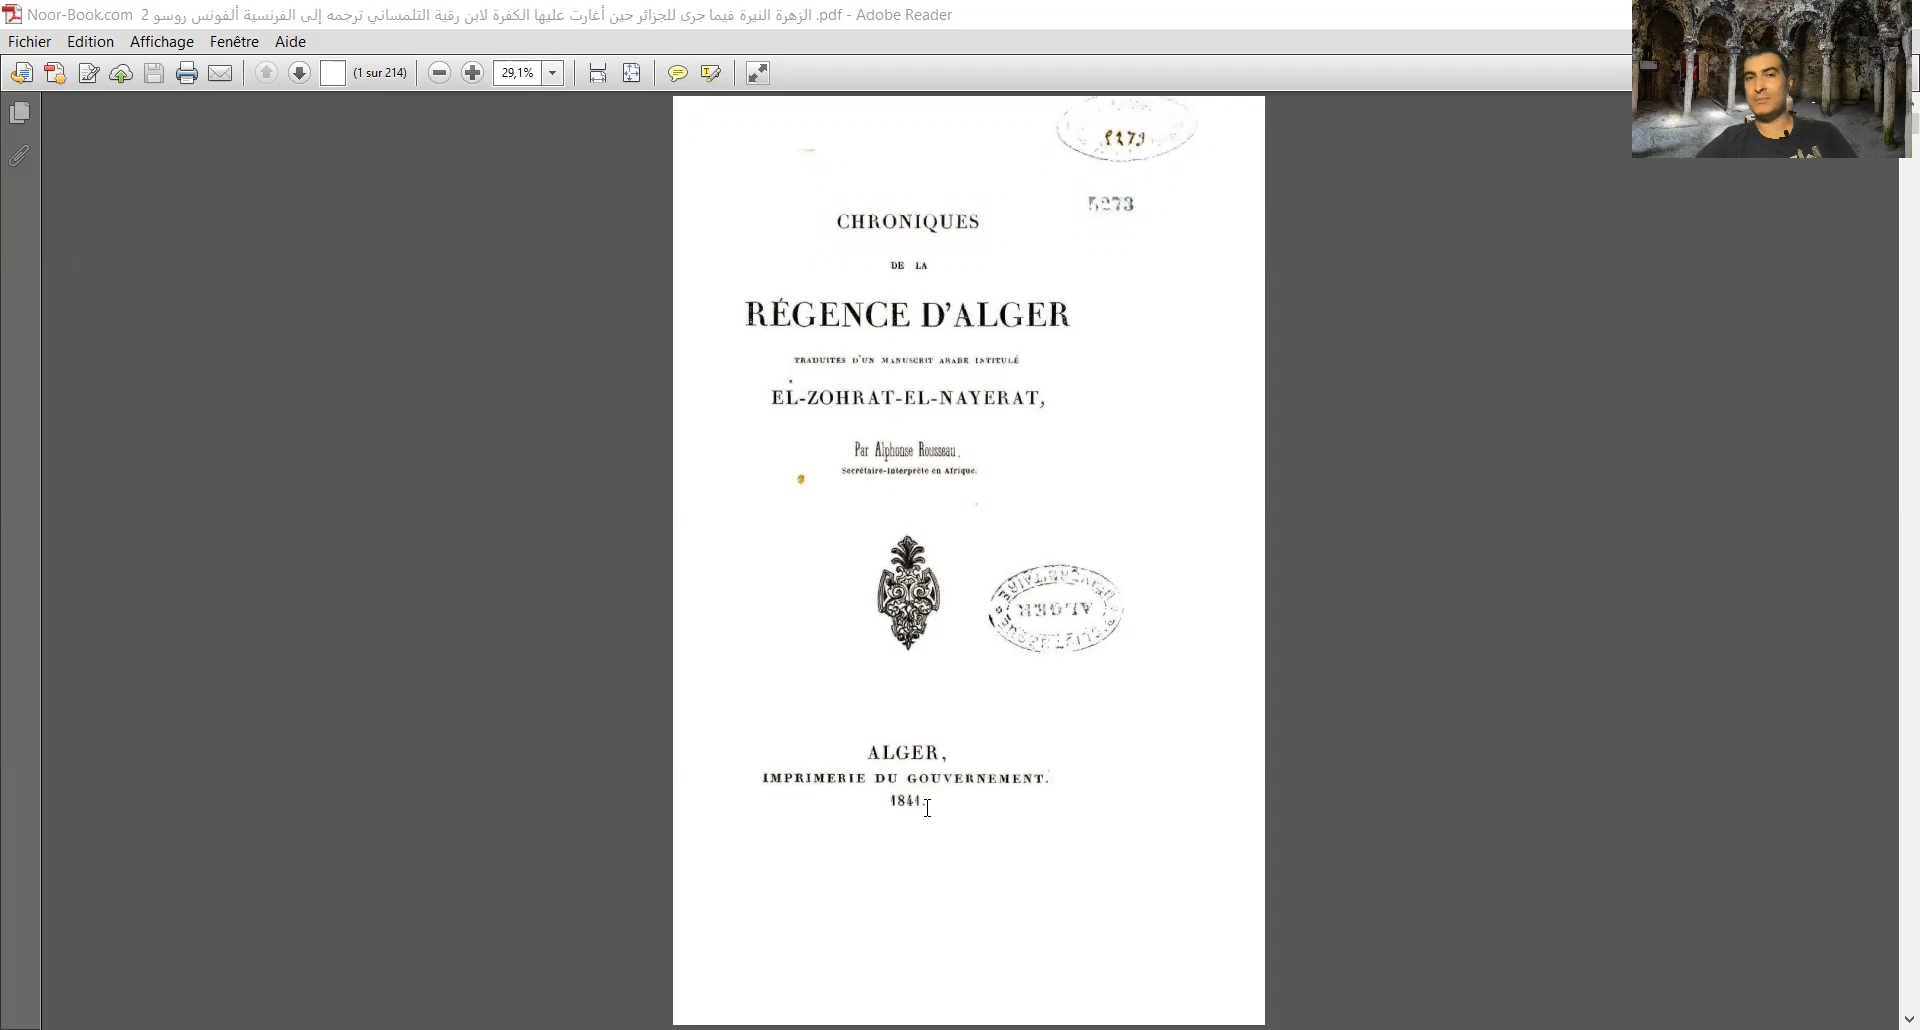 Noor-Book.com 2 الزهرة النيرة فيما جرى للجزائر حين أغارت عليها الكفرة لابن رقية التلمساني ترجمه إلى الفرنسية ألفونس روسو .pdf - Adobe Reader
Fichier Edition Affichage Fenêtre Aide
(1 sur 214) 29,1%
5273
CHRONIQUES
DE LA
RÉGENCE D'ALGER
TRADUITES D'UN MANUSCRIT ARABE INTITULÉ
EL-ZOHRAT-EL-NAYERAT,
Par Alphonse Rousseau.
Secrétaire-Interprète en Afrique.
ALGER
ALGER,
IMPRIMERIE DU GOUVERNEMENT.
1841.